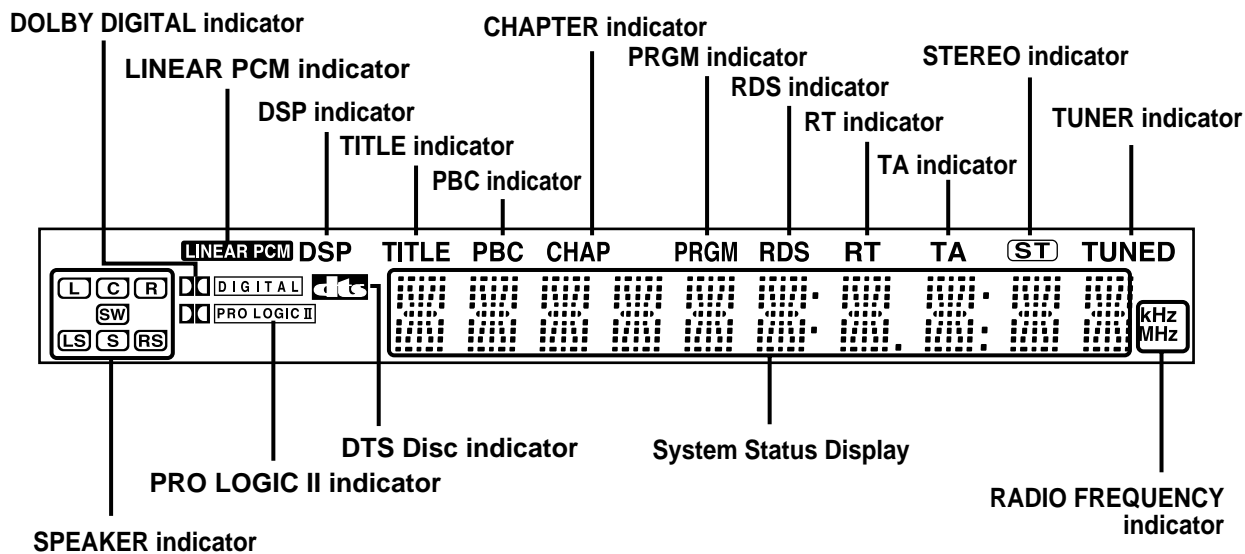 DOLBY DIGITAL indicator
CHAPTER indicator
LINEAR PCM indicator
PRGM indicator
STEREO indicator
RDS indicator
DSP indicator
RT indicator
TUNER indicator
TITLE indicator
TA indicator
PBC indicator
LINEAR PCM DSP TITLE PBC CHAP PRGM RDS RT TA ST TUNED
L C R DIGITAL dts
SW PRO LOGIC II
LS S RS
kHz
MHz
DTS Disc indicator
System Status Display
PRO LOGIC II indicator
RADIO FREQUENCY
indicator
SPEAKER indicator